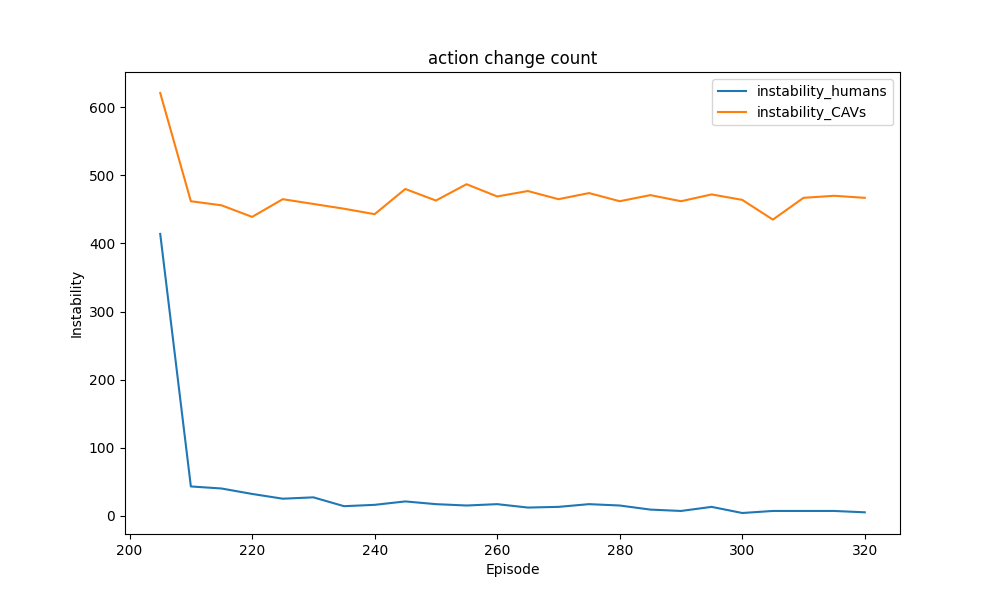 action change count
instability_humans
instability_CAVs
Instability
600
500
400
300
200
100
0
200 220 240 260 280 300 320
Episode